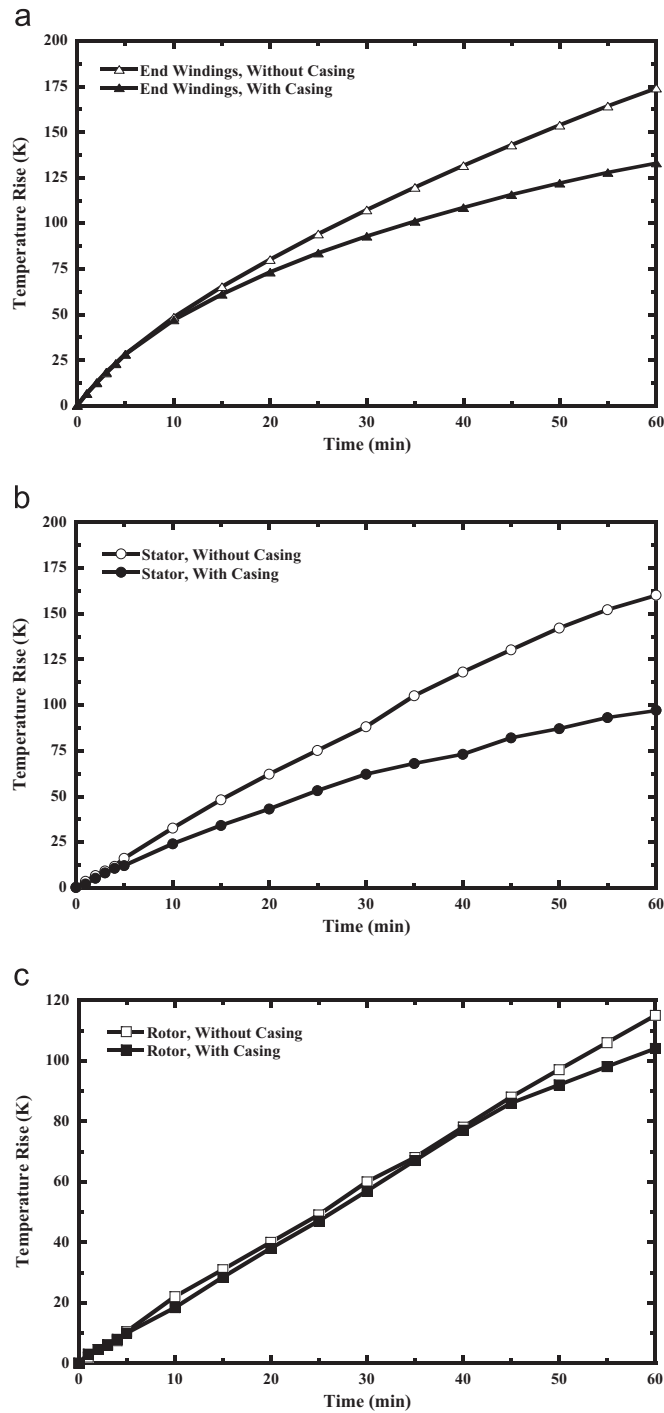 a
200
175
150
125
100
75
50
25
0
Temperature Rise (K)
End Windings, Without Casing
End Windings, With Casing
0 10 20 30 40 50 60
Time (min)
b
200
175
150
125
100
75
50
25
0
Temperature Rise (K)
Stator, Without Casing
Stator, With Casing
0 10 20 30 40 50 60
Time (min)
c
120
100
80
60
40
20
0
Temperature Rise (K)
Rotor, Without Casing
Rotor, With Casing
0 10 20 30 40 50 60
Time (min)